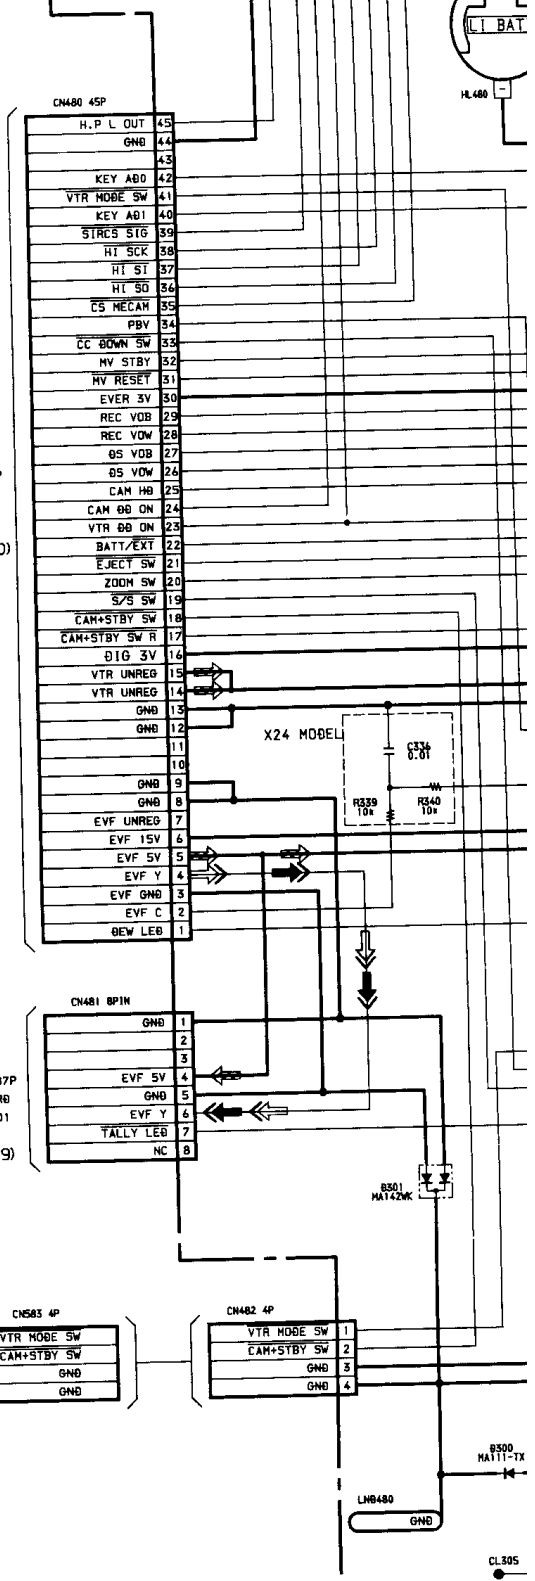 LI BAT
HL480
CN480 45P
H.P L OUT 45
GND 44
43
KEY AD0 42
VTR MODE SW 41
KEY AD1 40
SIRCS SIG 39
HI SCK 38
HI SI 37
HI SO 36
CS MECAM 35
PBV 34
CC DOWN SW 33
MV STBY 32
MV RESET 31
EVER 3V 30
REC VOB 29
REC VOW 28
DS VOB 27
DS VOW 26
CAM HD 25
CAM DD ON 24
VTR DD ON 23
BATT/EXT 22
EJECT SW 21
ZOOM SW 20
S/S SW 19
CAM+STBY SW 18
CAM+STBY SW R 17
DIG 3V 16
VTR UNREG 15
VTR UNREG 14
GND 13
GND 12
11
10
GND 9
GND 8
EVF UNREG 7
EVF 15V 6
EVF 5V 5
EVF Y 4
EVF GND 3
EVF C 2
DEW LED 1
X24 MODEL
C336
0.01
R339
10k
R340
10k
CN481 8PIN
GND 1
2
3
EVF 5V 4
GND 5
EVF Y 6
TALLY LED 7
NC 8
37P
RD
01
9)
0)
D301
MA142WK
CN583 4P
VTR MODE SW
CAM+STBY SW
GND
GND
CN482 4P
VTR MODE SW 1
CAM+STBY SW 2
GND 3
GND 4
D300
MA111-TX
LND480
GND
CL305